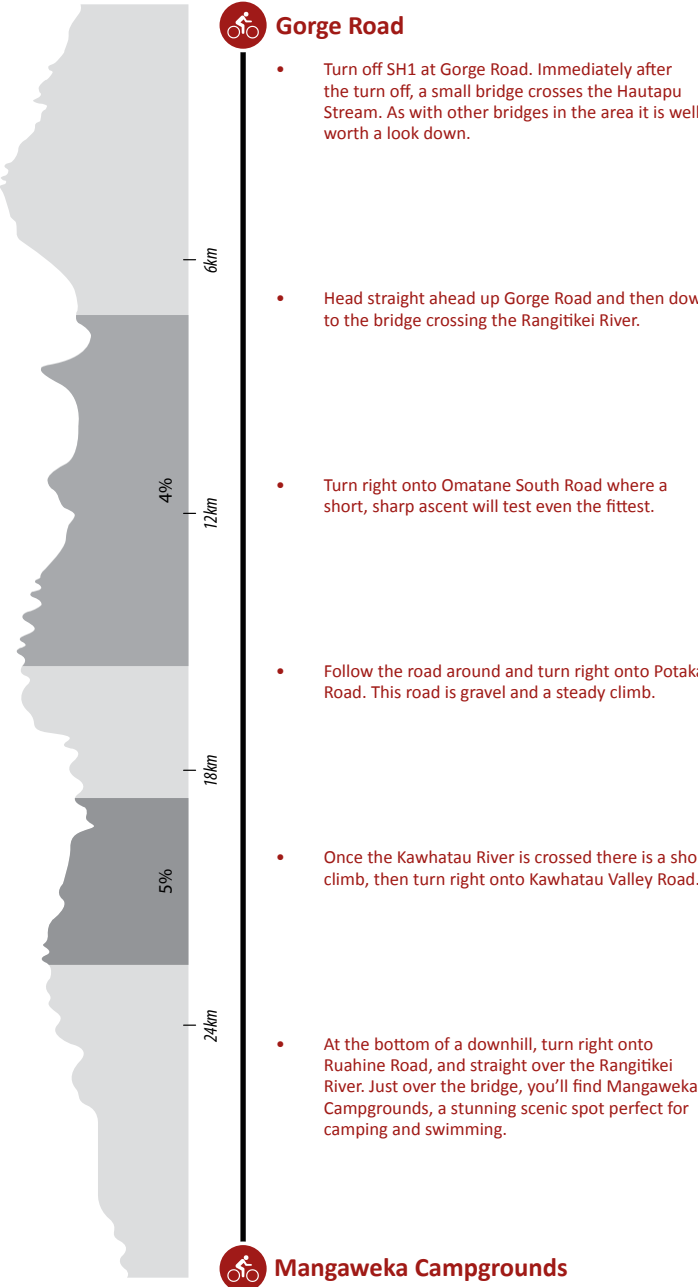 Gorge Road
• Turn off SH1 at Gorge Road. Immediately after
the turn off, a small bridge crosses the Hautapu
Stream. As with other bridges in the area it is well
worth a look down.
6km
• Head straight ahead up Gorge Road and then dow
to the bridge crossing the Rangitikei River.
4%
12km
• Turn right onto Omatane South Road where a
short, sharp ascent will test even the fittest.
• Follow the road around and turn right onto Potaka
Road. This road is gravel and a steady climb.
18km
5%
• Once the Kawhatau River is crossed there is a sho
climb, then turn right onto Kawhatau Valley Road.
24km
• At the bottom of a downhill, turn right onto
Ruahine Road, and straight over the Rangitikei
River. Just over the bridge, you’ll find Mangaweka
Campgrounds, a stunning scenic spot perfect for
camping and swimming.
Mangaweka Campgrounds